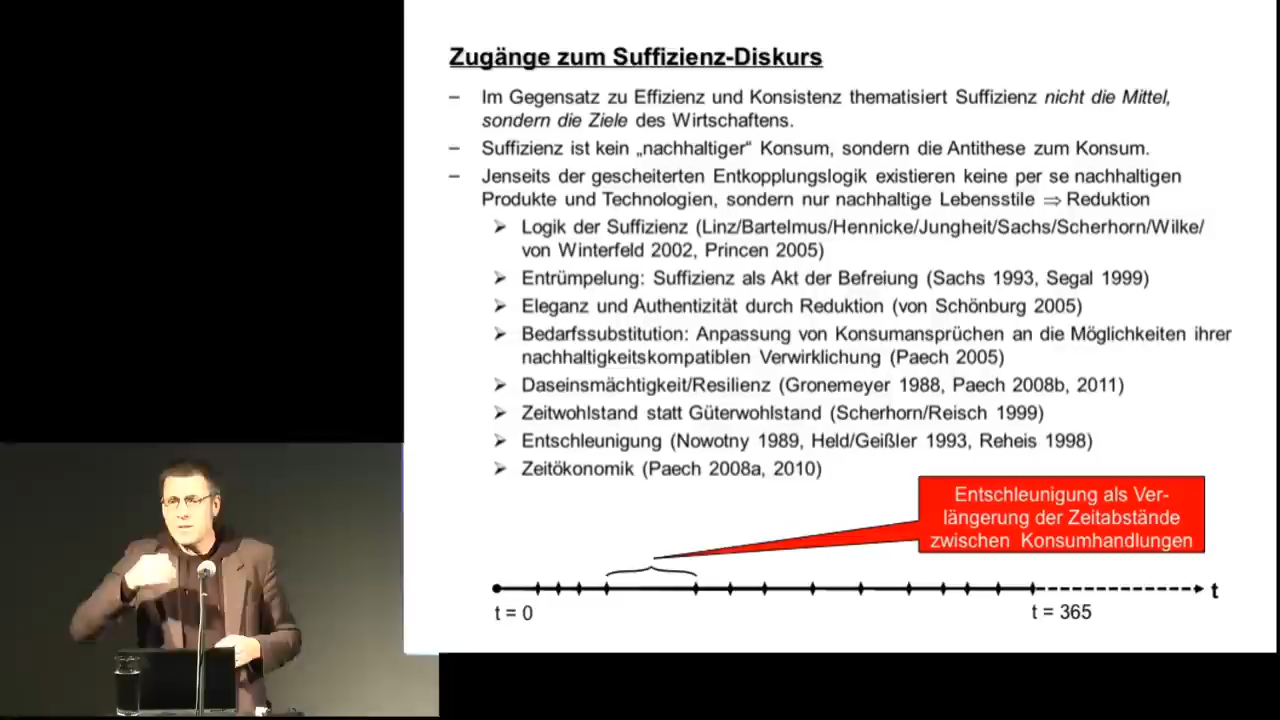 Zugänge zum Suffizienz-Diskurs
– Im Gegensatz zu Effizienz und Konsistenz thematisiert Suffizienz nicht die Mittel,
sondern die Ziele des Wirtschaftens.
– Suffizienz ist kein „nachhaltiger“ Konsum, sondern die Antithese zum Konsum.
– Jenseits der gescheiterten Entkopplungslogik existieren keine per se nachhaltigen
Produkte und Technologien, sondern nur nachhaltige Lebensstile ⇒ Reduktion
➢ Logik der Suffizienz (Linz/Bartelmus/Hennicke/Jungheit/Sachs/Scherhorn/Wilke/
von Winterfeld 2002, Princen 2005)
➢ Entrümpelung: Suffizienz als Akt der Befreiung (Sachs 1993, Segal 1999)
➢ Eleganz und Authentizität durch Reduktion (von Schönburg 2005)
➢ Bedarfssubstitution: Anpassung von Konsumansprüchen an die Möglichkeiten ihrer
nachhaltigkeitskompatiblen Verwirklichung (Paech 2005)
➢ Daseinsmächtigkeit/Resilienz (Gronemeyer 1988, Paech 2008b, 2011)
➢ Zeitwohlstand statt Güterwohlstand (Scherhorn/Reisch 1999)
➢ Entschleunigung (Nowotny 1989, Held/Geißler 1993, Reheis 1998)
➢ Zeitökonomik (Paech 2008a, 2010)
Entschleunigung als Ver-
längerung der Zeitabstände
zwischen Konsumhandlungen
t
t = 0
t = 365